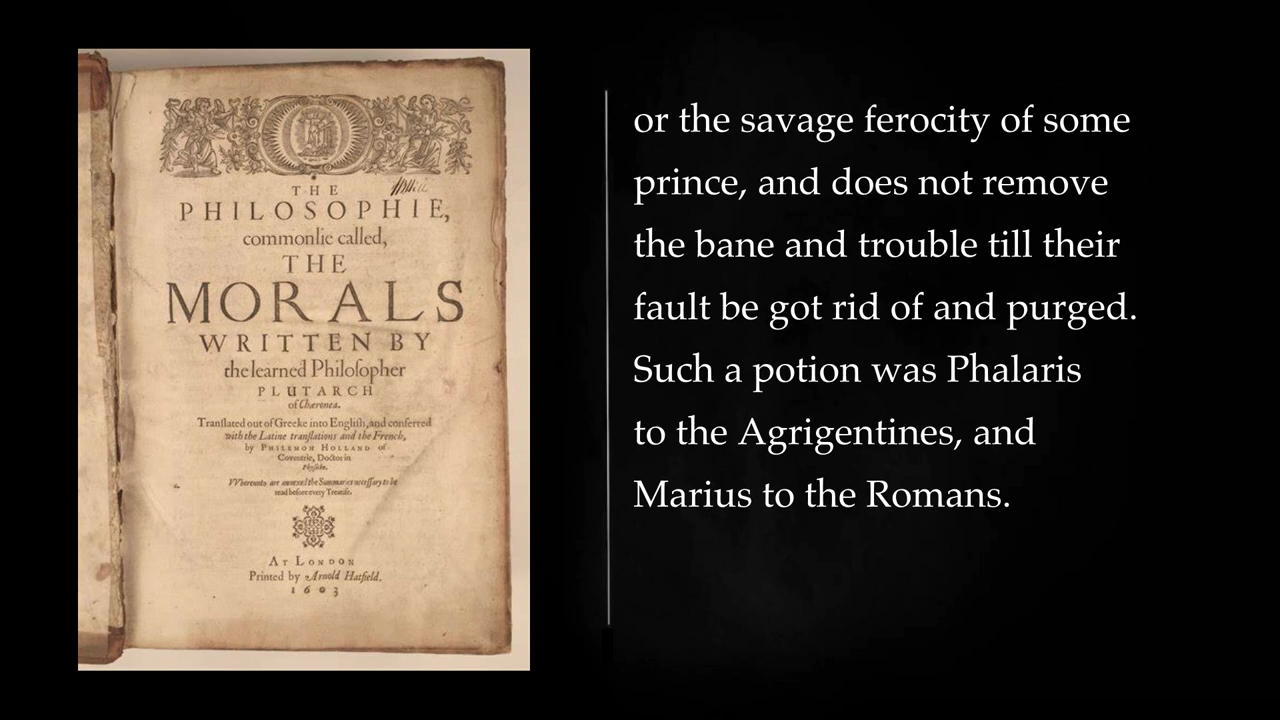 THE
PHILOSOPHIE,
commonlie called,
THE
MORALS
WRITTEN BY
the learned Philosopher
PLUTARCH
of Chæronea.
Translated out of Greeke into English, and conferred
with the Latine translations and the French,
by PHILEMON HOLLAND of
Coventrie, Doctor in
Physicke.
VVhereunto are annexed the Summaries necessary to be
read before every Treatise.
AT LONDON
Printed by Arnold Hatfield.
1603
or the savage ferocity of some
prince, and does not remove
the bane and trouble till their
fault be got rid of and purged.
Such a potion was Phalaris
to the Agrigentines, and
Marius to the Romans.